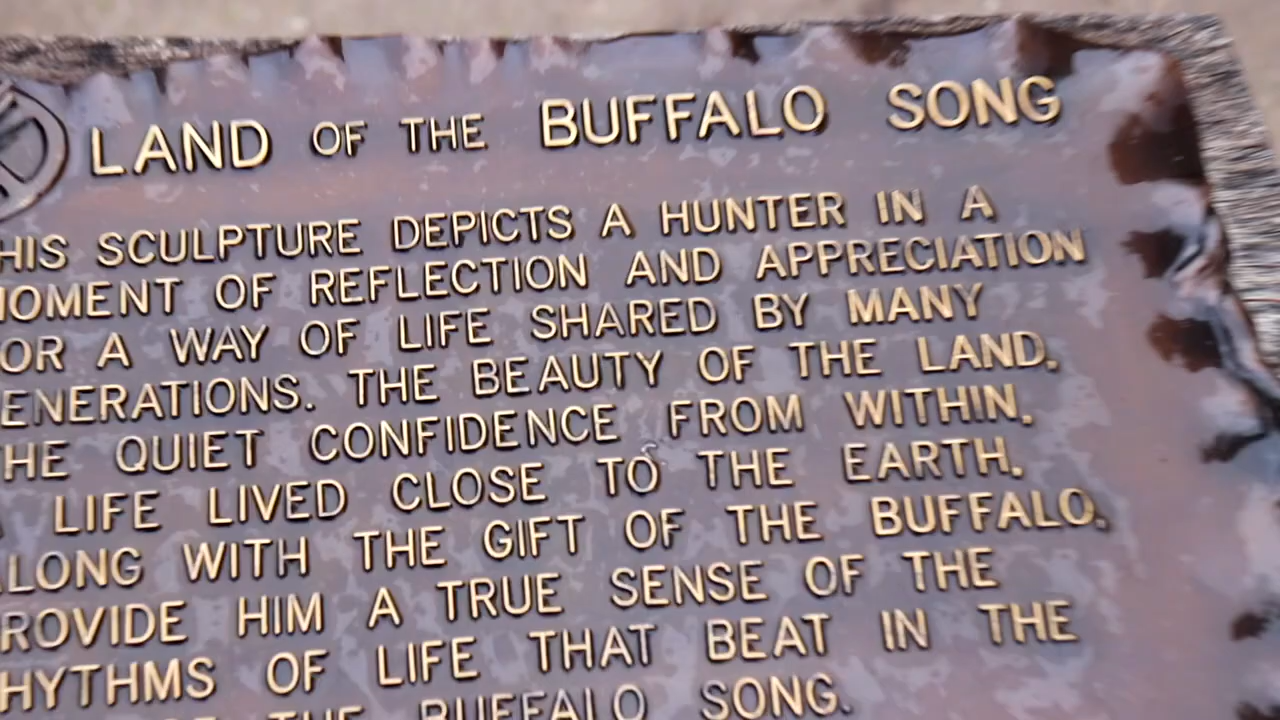 LAND OF THE BUFFALO SONG
HIS SCULPTURE DEPICTS A HUNTER IN A
OMENT OF REFLECTION AND APPRECIATION
OR A WAY OF LIFE SHARED BY MANY
ENERATIONS. THE BEAUTY OF THE LAND,
HE QUIET CONFIDENCE FROM WITHIN,
LIFE LIVED CLOSE TO THE EARTH,
LONG WITH THE GIFT OF THE BUFFALO,
ROVIDE HIM A TRUE SENSE OF THE
HYTHMS OF LIFE THAT BEAT IN THE
THE BUFFALO SONG.